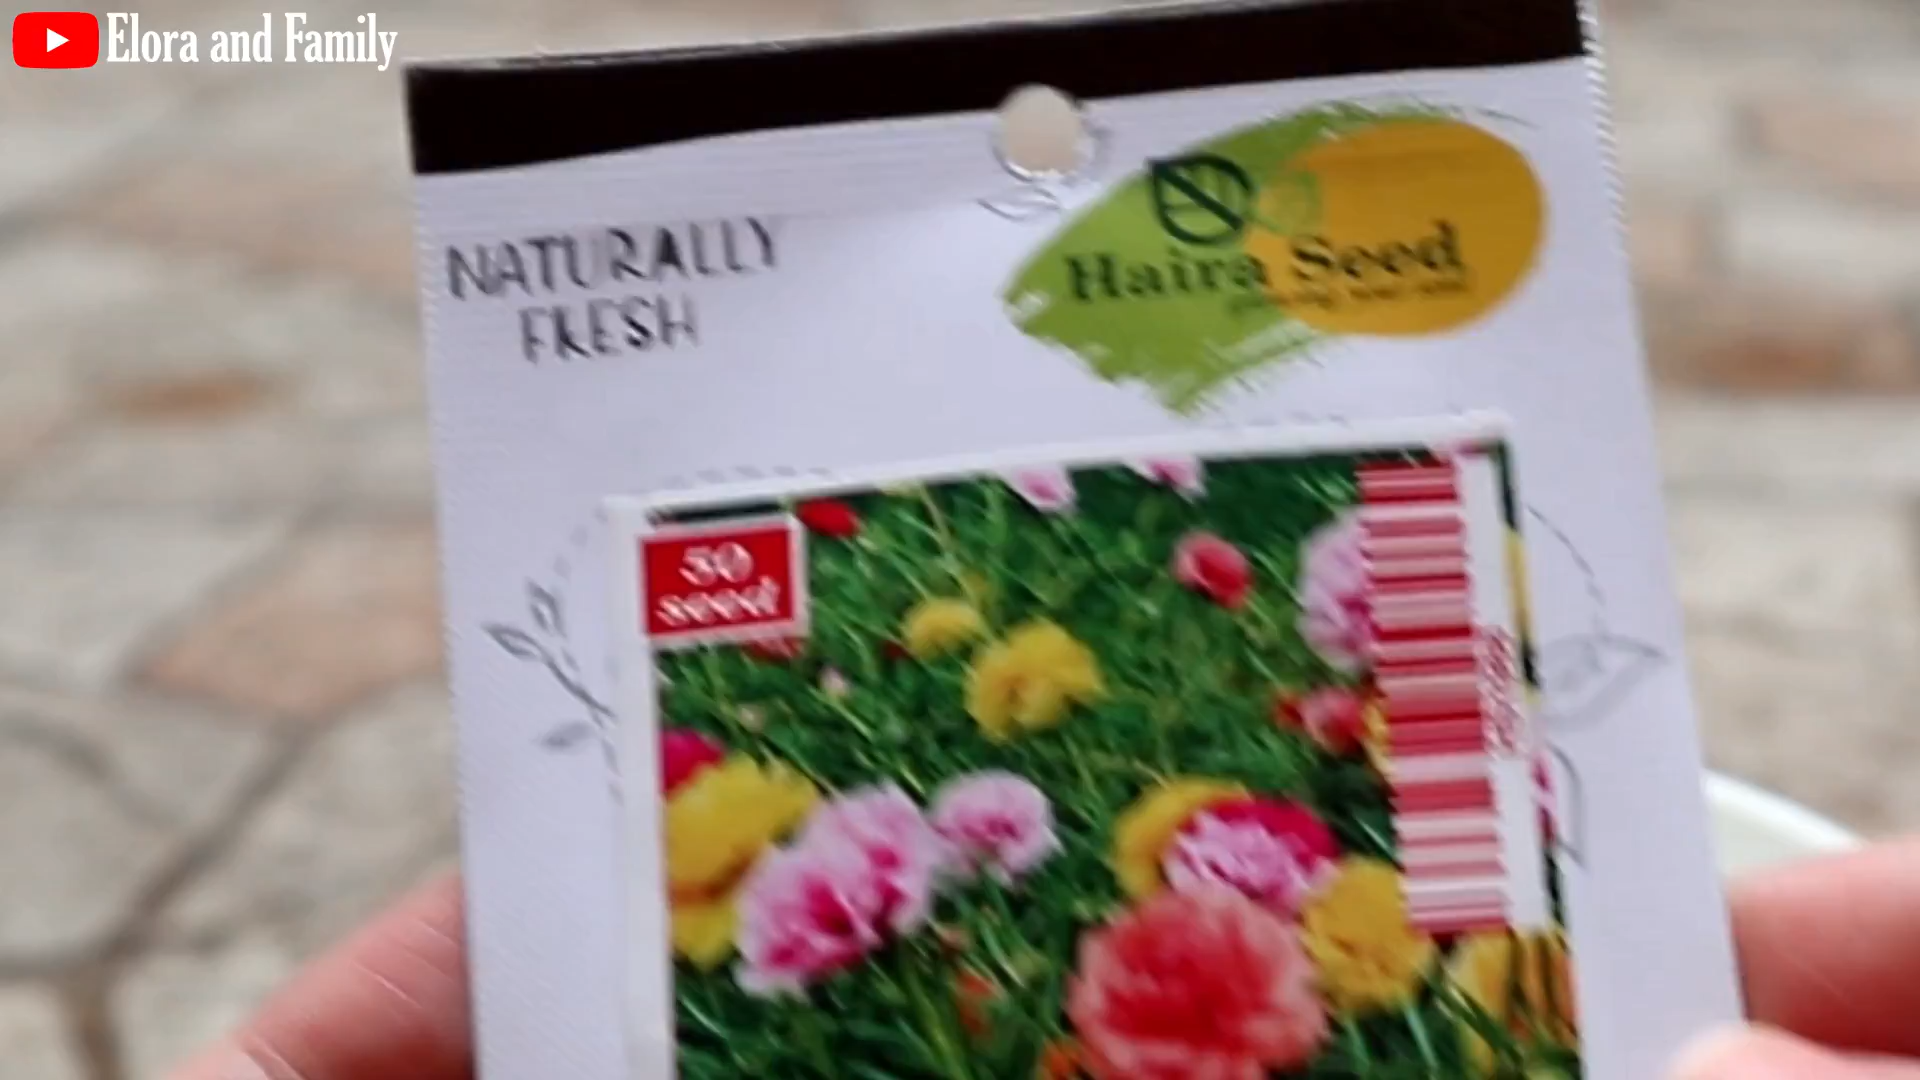 Elora and Family
NATURALLY
FRESH
Haira Seed
50
seed